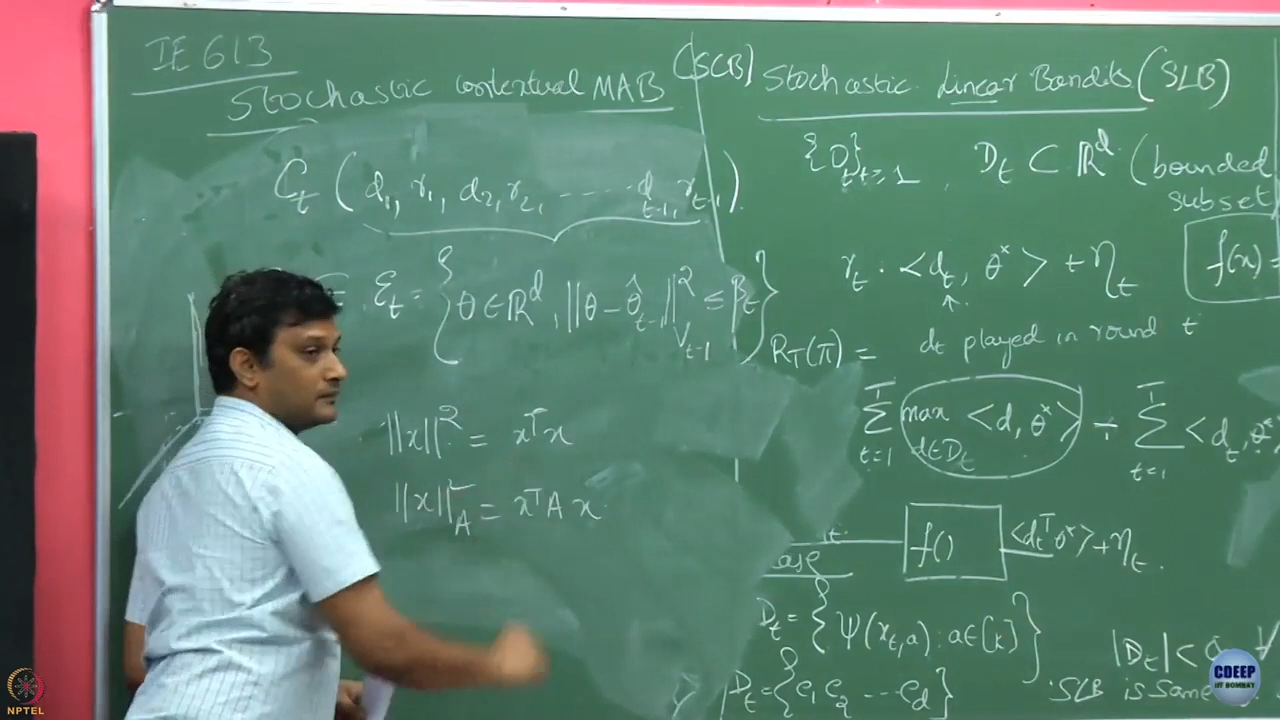 IE 613
Stochastic contextual MAB (SCB)
C_t (d_1, r_1, d_2, r_2, ...... d_{t-1}, r_{t-1}).
ε_t = { θ ∈ ℝ^d, ||θ - θ̂_{t-1}||²_{V_{t-1}} ≤ β_t }
||x||² = x^T x
||x||²_A = x^T A x
Stochastic Linear Bandits (SLB)
{D_t}_{t≥1}, D_t ⊂ ℝ^d (bounded
subset
r_t = <d_t, θ*> + η_t
f(x) =
d_t played in round t
R_T(π) =
Σ_{t=1}^T max_{d∈D_t} <d, θ*> - Σ_{t=1}^T <d_t, θ*
f() <d_t^T θ*> + η_t.
case
D_t = { ψ(x_t, a) : a ∈ [k] }
|D_t| <
D_t = { e_1 e_2 ... e_d }
SLB is same
NPTEL
CDEEP
IIT BOMBAY